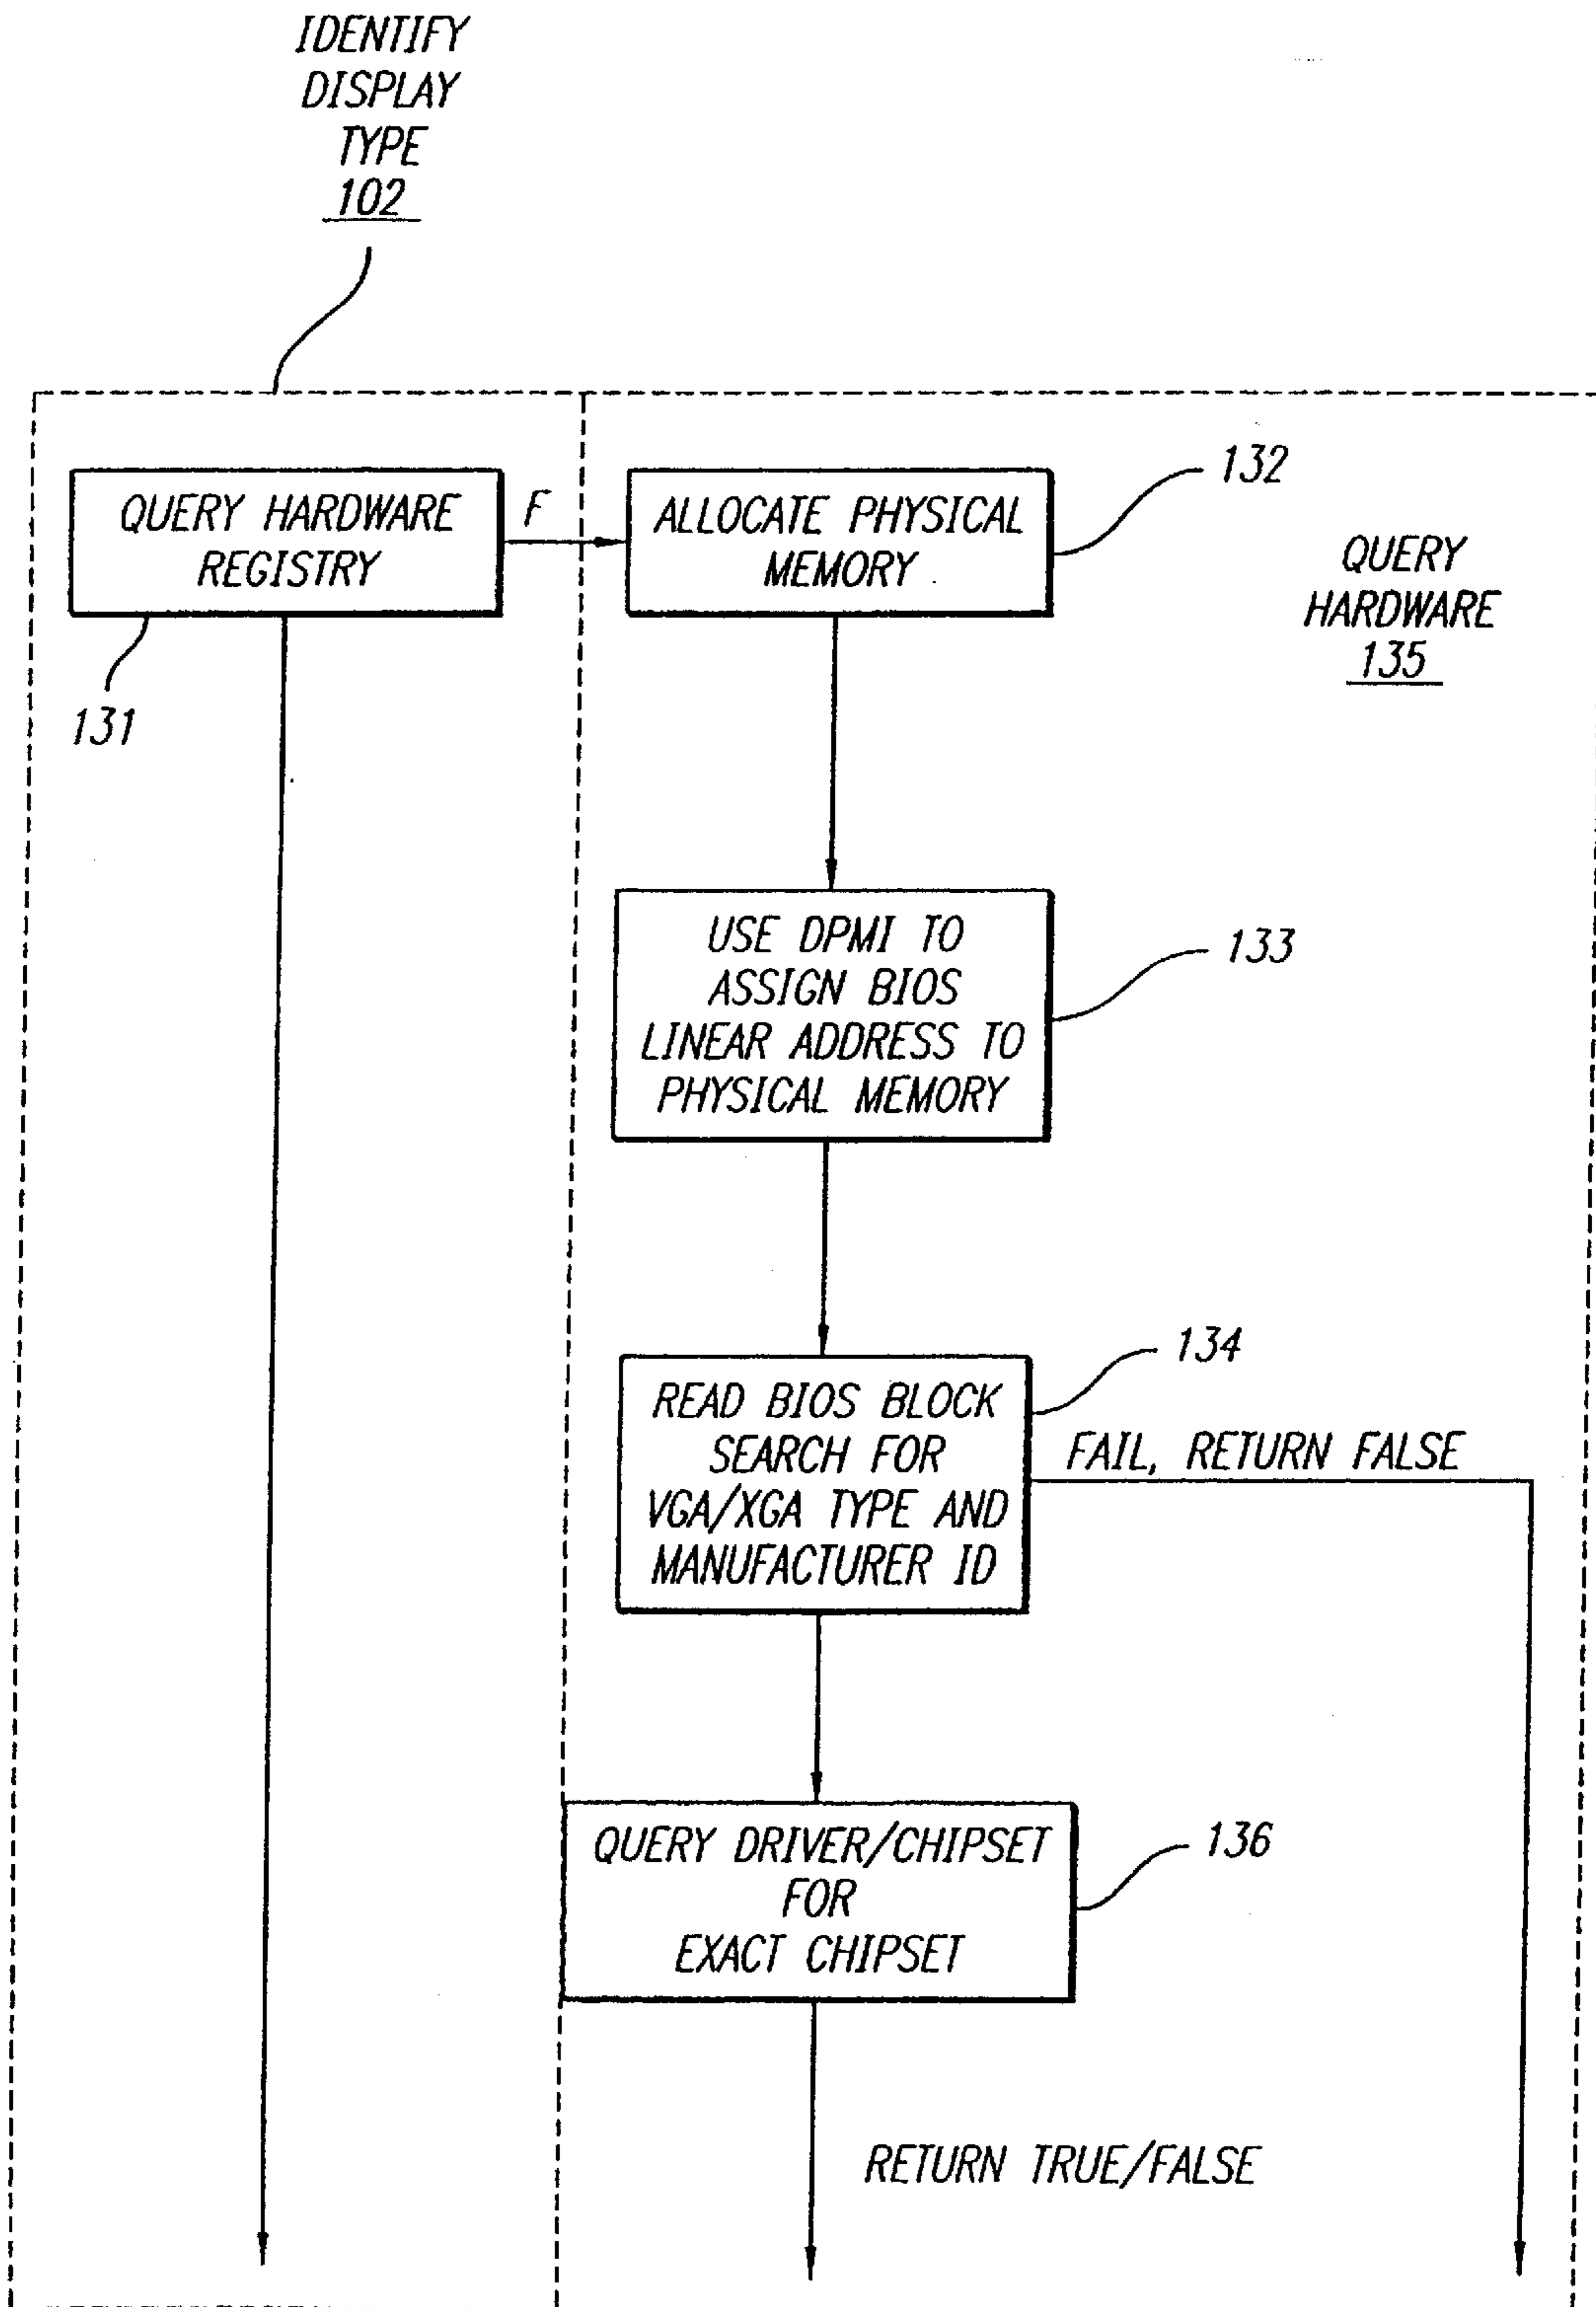 IDENTIFY
DISPLAY
TYPE
102
QUERY HARDWARE
REGISTRY
131
F
ALLOCATE PHYSICAL
MEMORY
132
QUERY
HARDWARE
135
USE DPMI TO
ASSIGN BIOS
LINEAR ADDRESS TO
PHYSICAL MEMORY
133
READ BIOS BLOCK
SEARCH FOR
VGA/XGA TYPE AND
MANUFACTURER ID
134
FAIL, RETURN FALSE
QUERY DRIVER/CHIPSET
FOR
EXACT CHIPSET
136
RETURN TRUE/FALSE